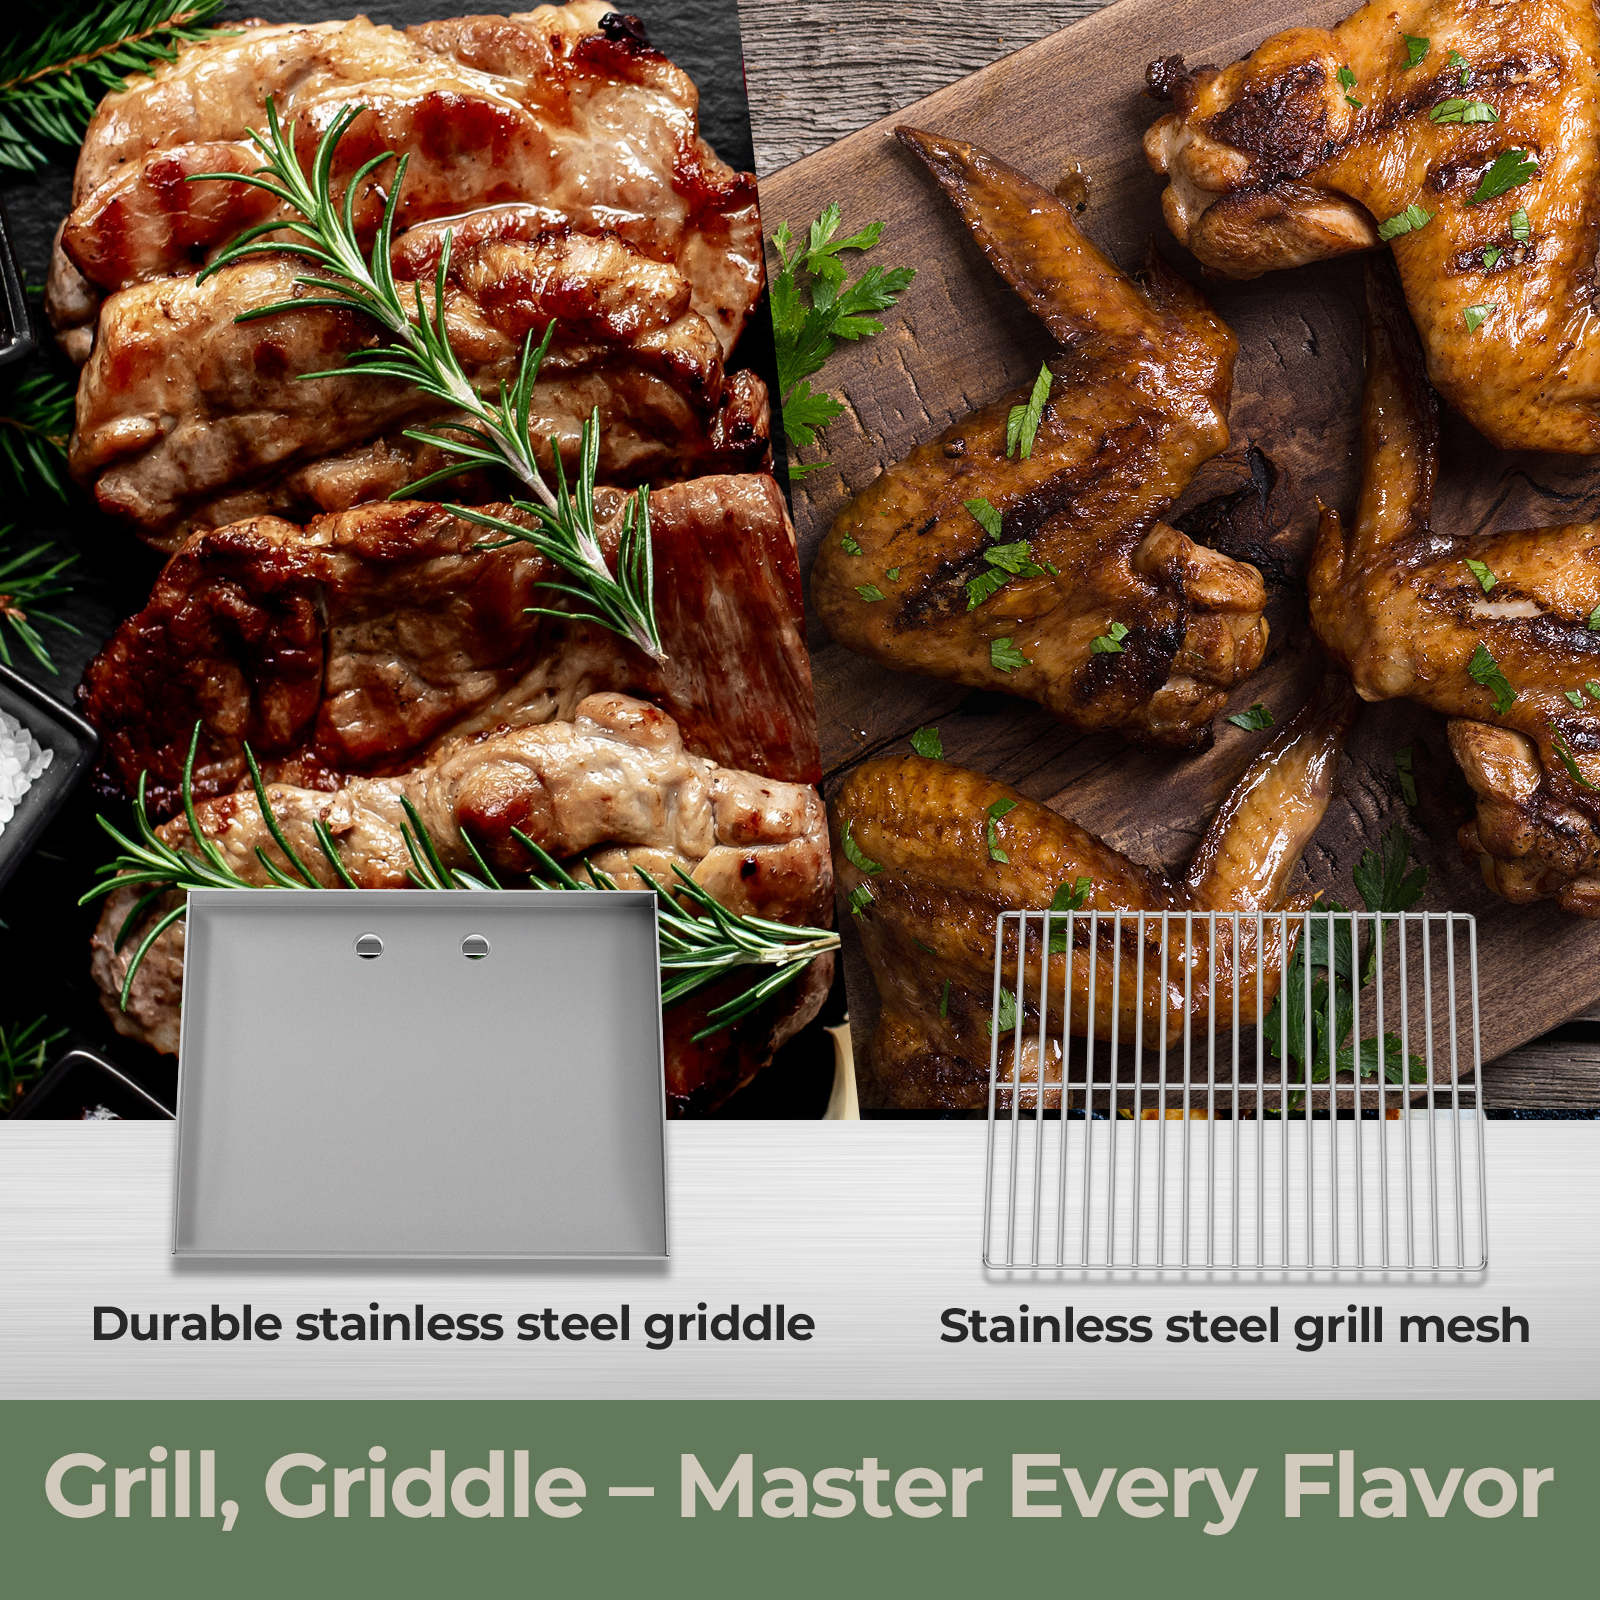 Durable stainless steel griddle
Stainless steel grill mesh
Grill, Griddle – Master Every Flavor